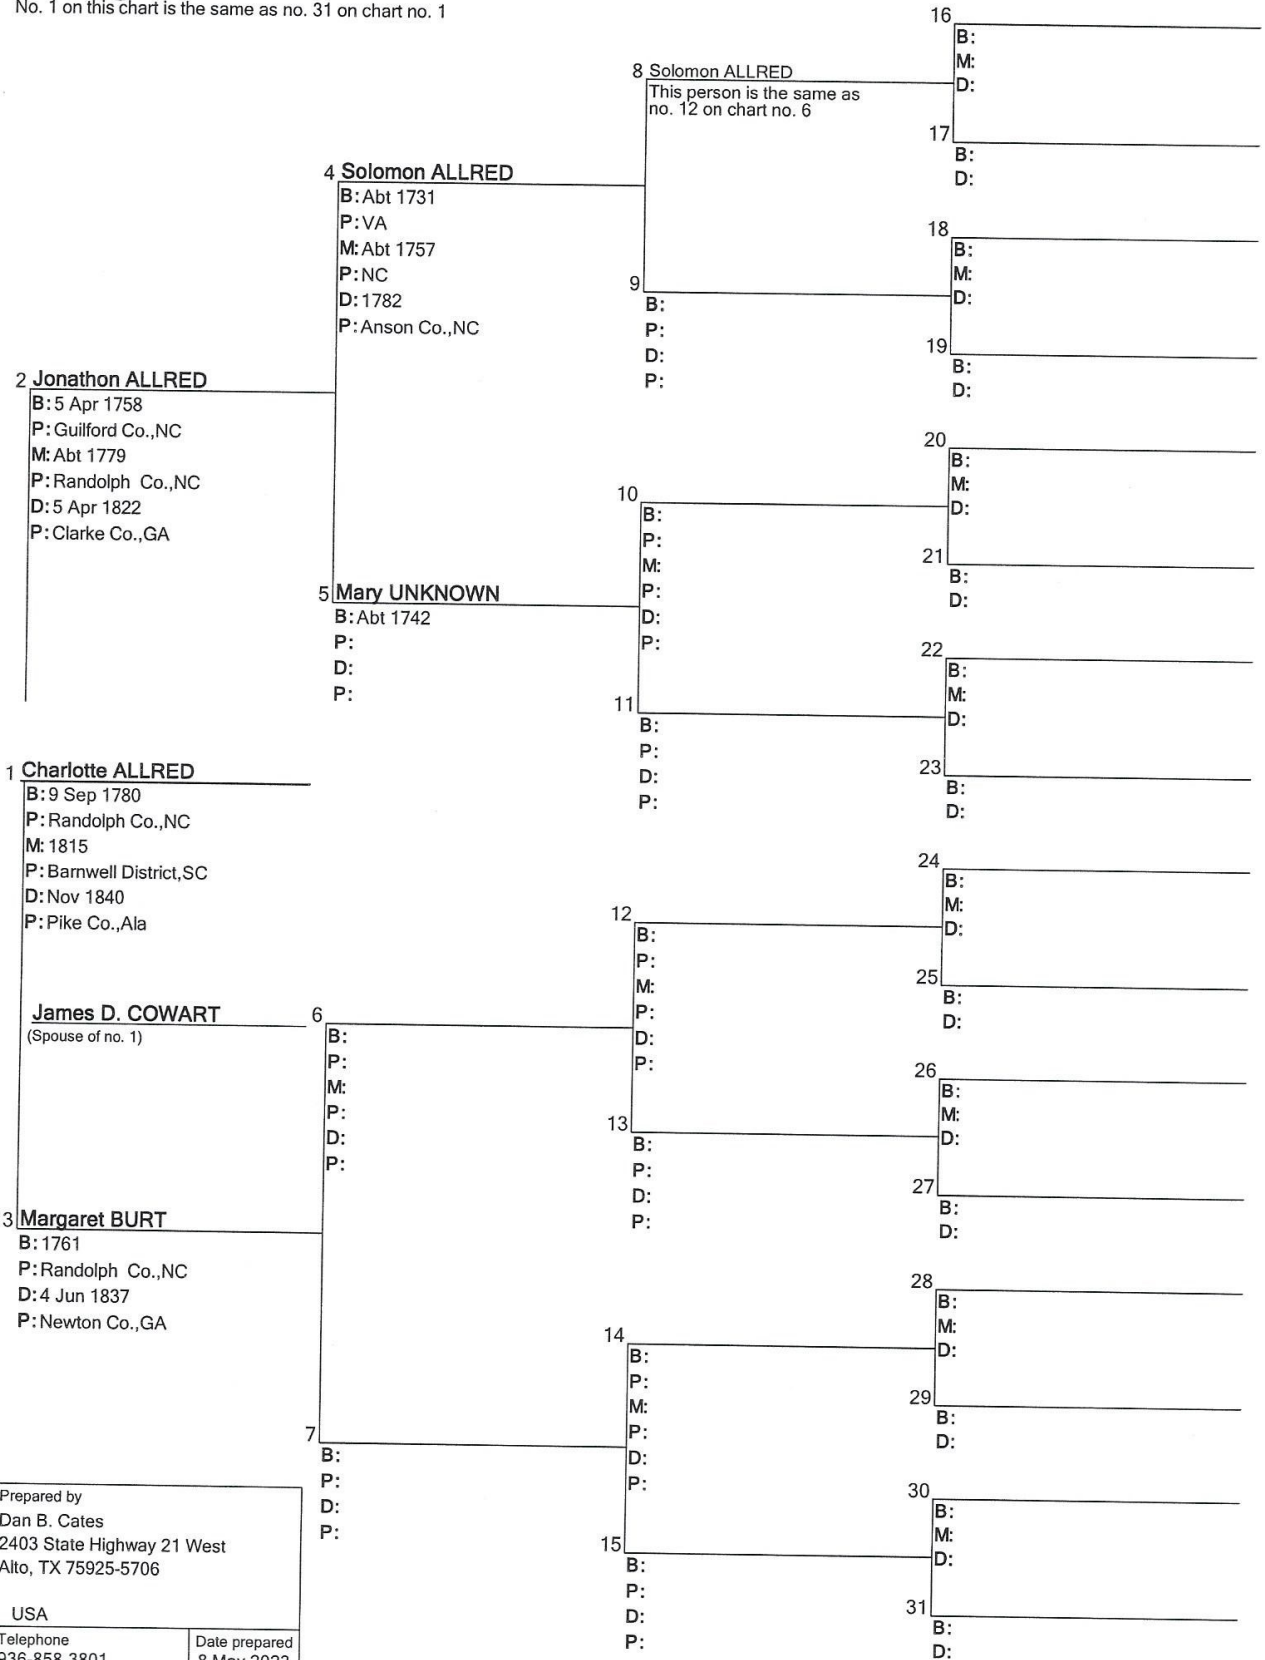 No. 1 on this chart is the same as no. 31 on chart no. 1
2 Jonathon ALLRED
B: 5 Apr 1758
P: Guilford Co.,NC
M: Abt 1779
P: Randolph Co.,NC
D: 5 Apr 1822
P: Clarke Co.,GA
1 Charlotte ALLRED
B: 9 Sep 1780
P: Randolph Co.,NC
M: 1815
P: Barnwell District,SC
D: Nov 1840
P: Pike Co.,Ala
James D. COWART
(Spouse of no. 1)
3 Margaret BURT
B: 1761
P: Randolph Co.,NC
D: 4 Jun 1837
P: Newton Co.,GA
4 Solomon ALLRED
B: Abt 1731
P: VA
M: Abt 1757
P: NC
D: 1782
P: Anson Co.,NC
5 Mary UNKNOWN
B: Abt 1742
P:
D:
P:
6
B:
P:
M:
P:
D:
P:
7
B:
P:
D:
P:
8 Solomon ALLRED
This person is the same as
no. 12 on chart no. 6
9
B:
P:
D:
P:
10
B:
P:
M:
P:
D:
P:
11
B:
P:
D:
P:
12
B:
P:
M:
P:
D:
P:
13
B:
P:
D:
P:
14
B:
P:
M:
P:
D:
P:
15
B:
P:
D:
P:
16
B:
M:
D:
17
B:
D:
18
B:
M:
D:
19
B:
D:
20
B:
M:
D:
21
B:
D:
22
B:
M:
D:
23
B:
D:
24
B:
M:
D:
25
B:
D:
26
B:
M:
D:
27
B:
D:
28
B:
M:
D:
29
B:
D:
30
B:
M:
D:
31
B:
D:
Prepared by
Dan B. Cates
2403 State Highway 21 West
Alto, TX 75925-5706
USA
Telephone
936-858-3801
Date prepared
8 May 2023